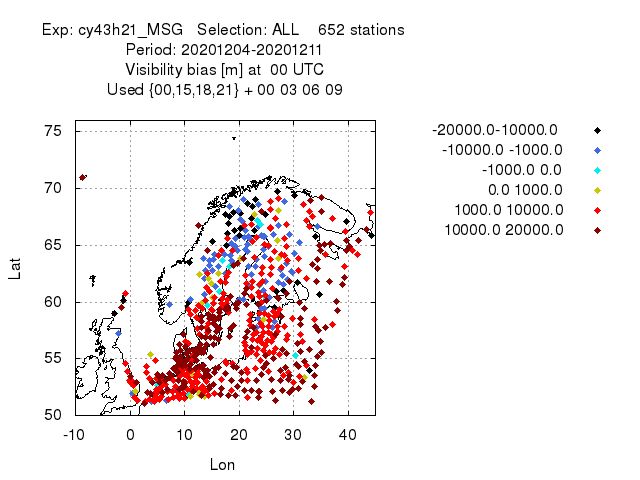 Exp: cy43h21_MSG   Selection: ALL    652 stations
Period: 20201204-20201211
Visibility bias [m] at  00 UTC
Used {00,15,18,21} + 00 03 06 09
-20000.0-10000.0
-10000.0 -1000.0
-1000.0 0.0
0.0 1000.0
1000.0 10000.0
10000.0 20000.0
75
70
65
60
55
50
Lat
-10 0 10 20 30 40
Lon